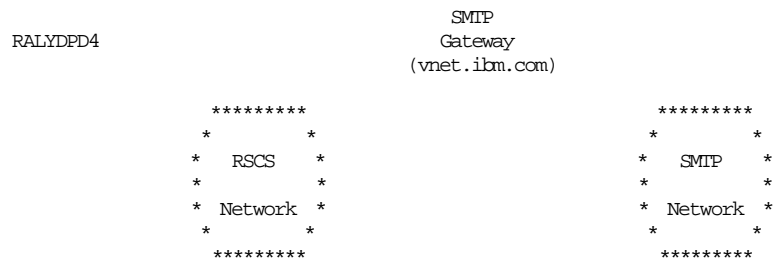 SMTP
RALYDPD4 Gateway
(vnet.ibm.com)
********* *********
* * * *
* RSCS * * SMTP *
* * * *
* Network * * Network *
* * * *
********* *********